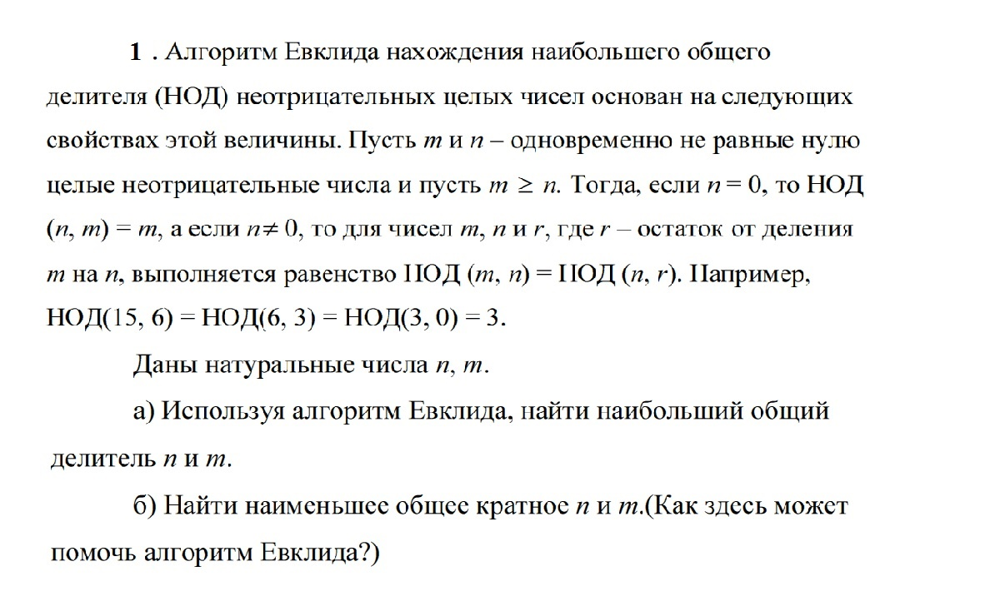 1 . Алгоритм Евклида нахождения наибольшего общего
делителя (НОД) неотрицательных целых чисел основан на следующих
свойствах этой величины. Пусть m и n – одновременно не равные нулю
целые неотрицательные числа и пусть m ≥ n. Тогда, если n = 0, то НОД
(n, m) = m, а если n≠ 0, то для чисел m, n и r, где r – остаток от деления
m на n, выполняется равенство НОД (m, n) = НОД (n, r). Например,
НОД(15, 6) = НОД(6, 3) = НОД(3, 0) = 3.
Даны натуральные числа n, m.
а) Используя алгоритм Евклида, найти наибольший общий
делитель n и m.
б) Найти наименьшее общее кратное n и m.(Как здесь может
помочь алгоритм Евклида?)